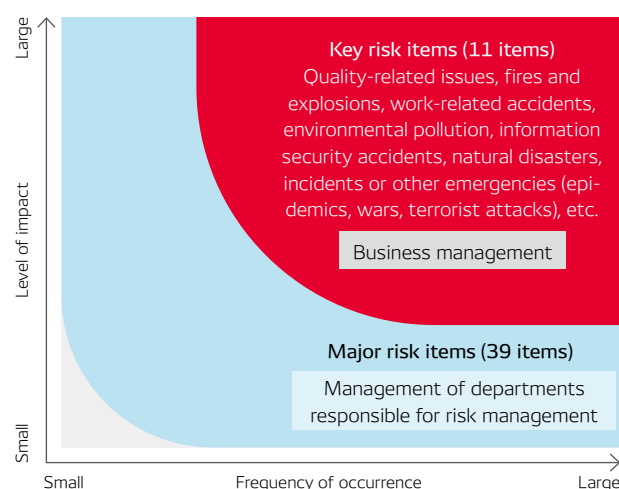 Large
Key risk items (11 items)
Quality-related issues, fires and
explosions, work-related accidents,
environmental pollution, information
security accidents, natural disasters,
incidents or other emergencies (epi-
demics, wars, terrorist attacks), etc.
Business management
Level of impact
Major risk items (39 items)
Management of departments
responsible for risk management
Small
Small
Frequency of occurrence
Large